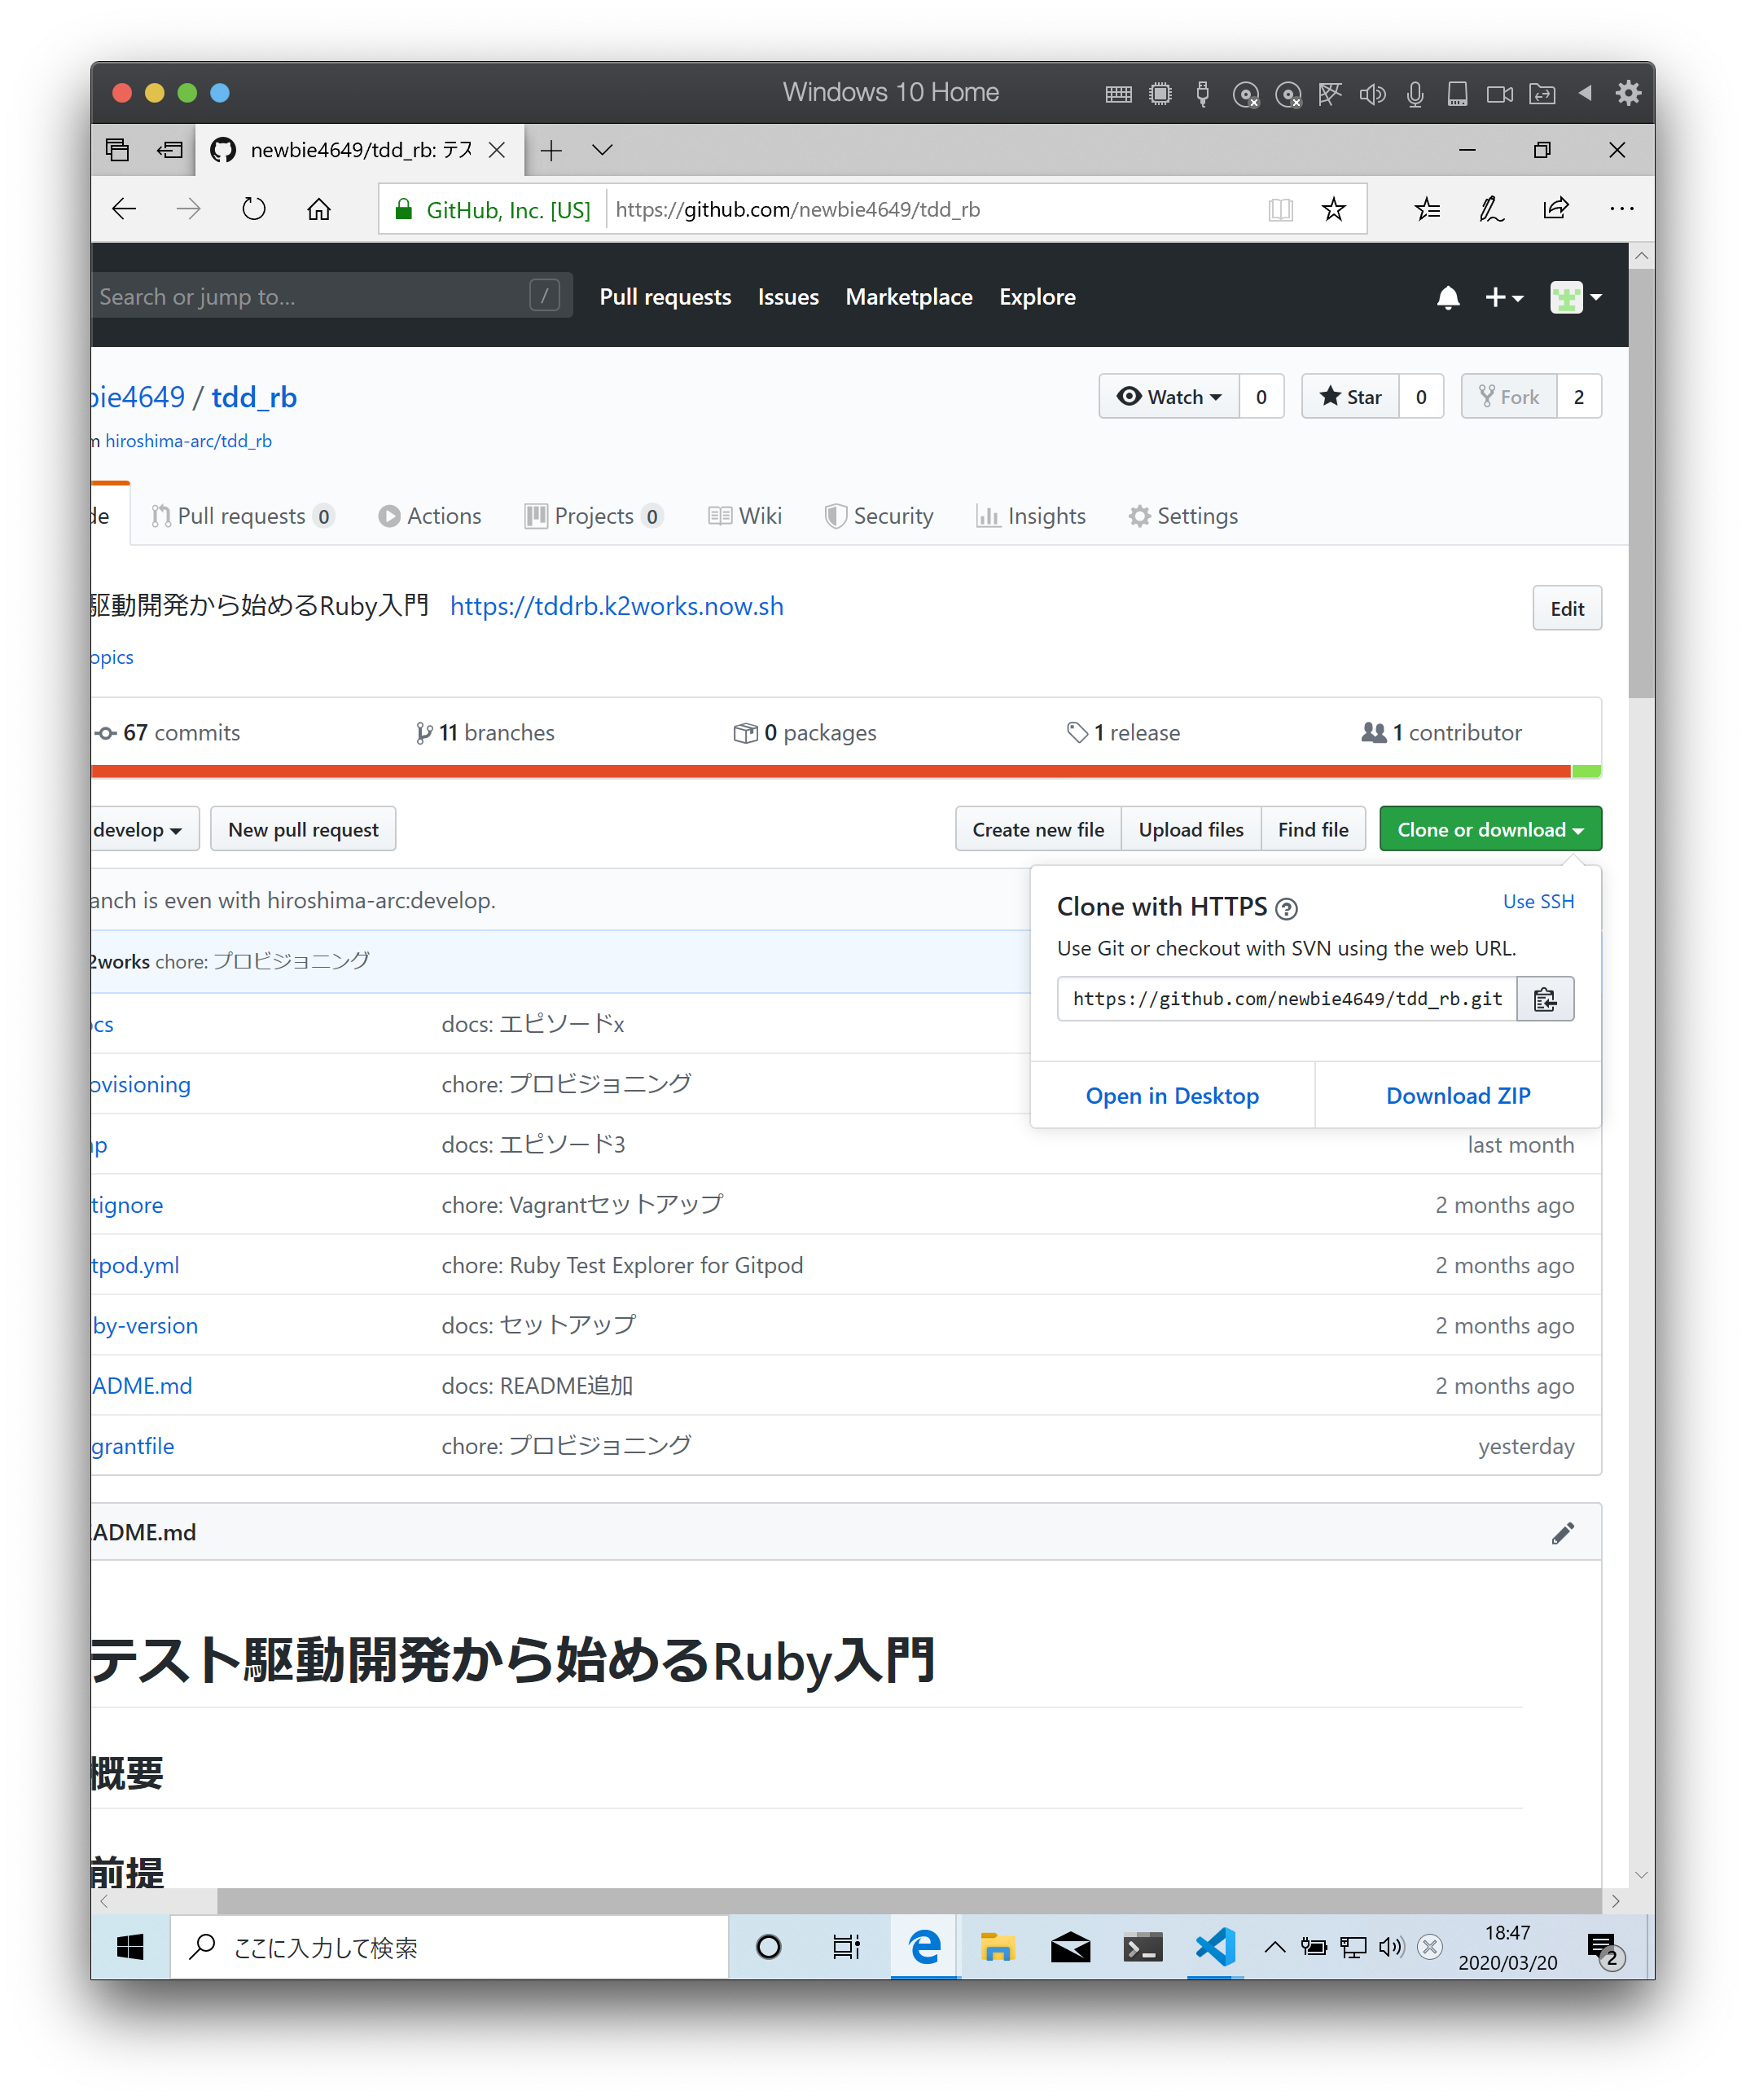 Windows 10 Home
newbie4649/tdd_rb: テス
GitHub, Inc. [US] https://github.com/newbie4649/tdd_rb
Search or jump to... / Pull requests Issues Marketplace Explore
bie4649 / tdd_rb Watch 0 Star 0 Fork 2
hiroshima-arc/tdd_rb
de Pull requests 0 Actions Projects 0 Wiki Security Insights Settings
駆動開発から始めるRuby入門 https://tddrb.k2works.now.sh Edit
opics
67 commits 11 branches 0 packages 1 release 1 contributor
develop New pull request Create new file Upload files Find file Clone or download
anch is even with hiroshima-arc:develop.
Clone with HTTPS ? Use SSH
Use Git or checkout with SVN using the web URL.
https://github.com/newbie4649/tdd_rb.git
Open in Desktop Download ZIP
2works chore: プロビジョニング
cs docs: エピソードx
ovisioning chore: プロビジョニング
p docs: エピソード3 last month
tignore chore: Vagrantセットアップ 2 months ago
tpod.yml chore: Ruby Test Explorer for Gitpod 2 months ago
by-version docs: セットアップ 2 months ago
ADME.md docs: README追加 2 months ago
grantfile chore: プロビジョニング yesterday
ADME.md
テスト駆動開発から始めるRuby入門
概要
前提
ここに入力して検索 18:47
2020/03/20 2